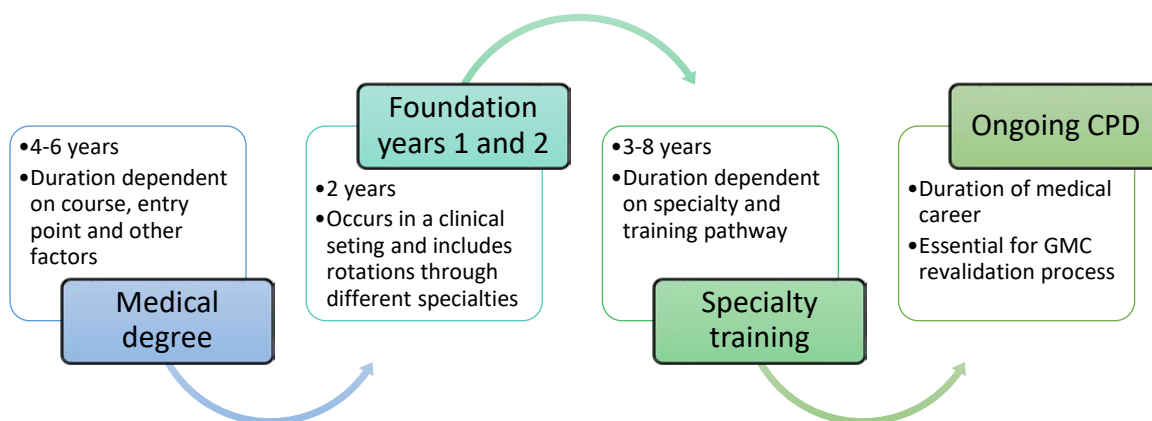 •4-6 years
•Duration dependent
on course, entry
point and other
factors
Medical
degree
Foundation
years 1 and 2
•2 years
•Occurs in a clinical
seting and includes
rotations through
different specialties
•3-8 years
•Duration dependent
on specialty and
training pathway
Specialty
training
Ongoing CPD
•Duration of medical
career
•Essential for GMC
revalidation process